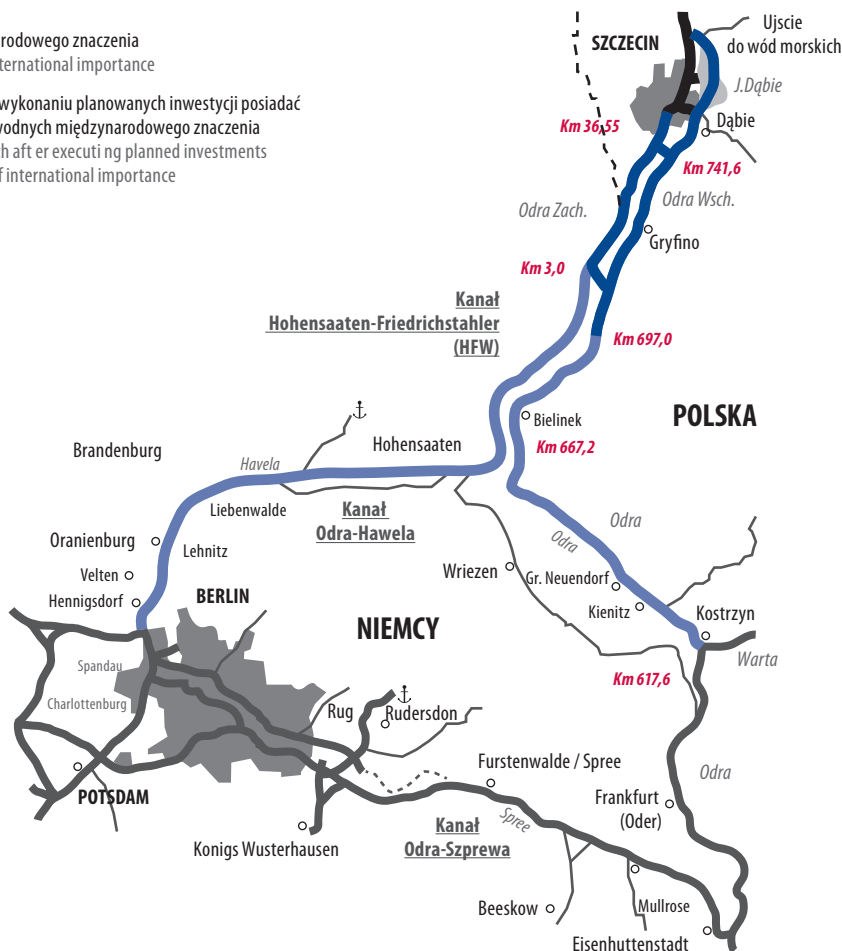 rodowego znaczenia
ternational importance
wykonaniu planowanych inwestycji posiadać
vodnych międzynarodowego znaczenia
h aft er executi ng planned investments
f international importance
Ujscie
do wód morskich
SZCZECIN
J.Dąbie
Dąbie
Km 36,55
Km 741,6
Odra Zach.
Odra Wsch.
Gryfino
Km 3,0
Kanał
Hohensaaten-Friedrichstahler
(HFW)
Km 697,0
POLSKA
Bielinek
Km 667,2
Hohensaaten
Brandenburg
Havela
Liebenwalde
Kanał
Odra-Hawela
Odra
Odra
Oranienburg
Lehnitz
Velten
Hennigsdorf
BERLIN
Wriezen
Gr. Neuendorf
Kienitz
Kostrzyn
NIEMCY
Warta
Spandau
Charlottenburg
Km 617,6
Rug
Rudersdon
POTSDAM
Furstenwalde / Spree
Odra
Frankfurt
(Oder)
Spree
Kanał
Odra-Szprewa
Konigs Wusterhausen
Beeskow
Mullrose
Eisenhuttenstadt